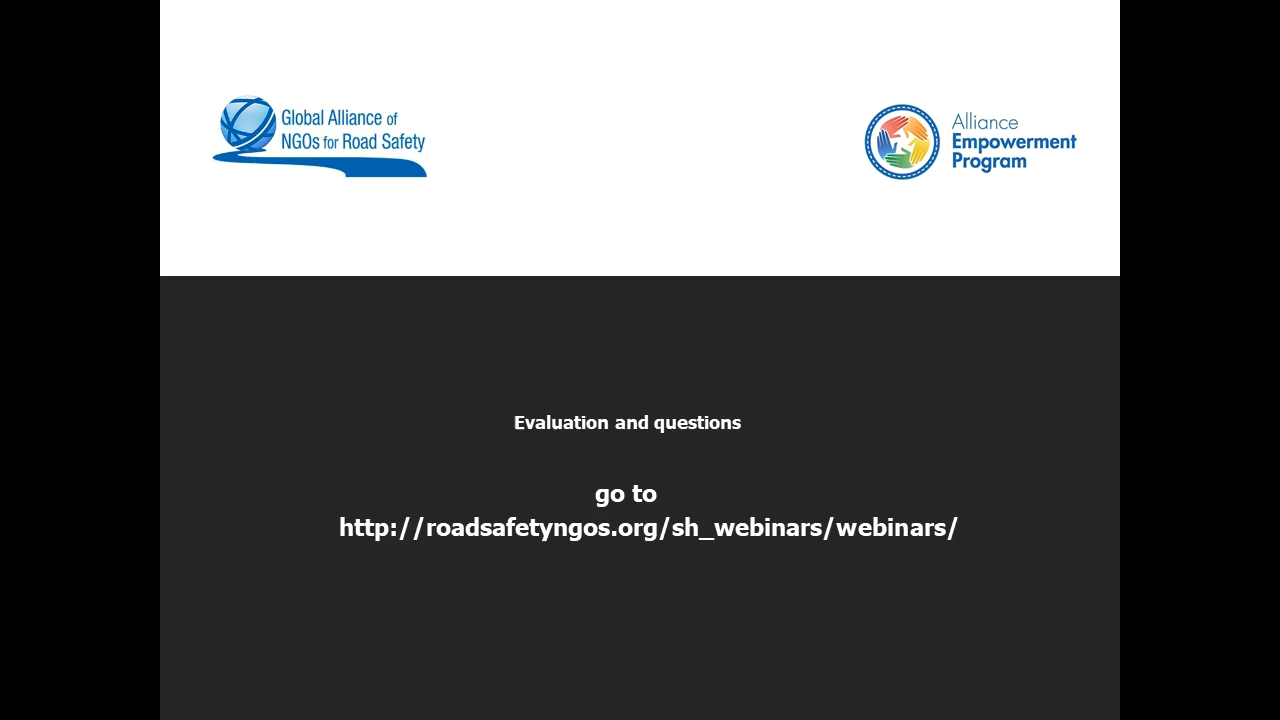 Global Alliance of
NGOs for Road Safety
Alliance
Empowerment
Program
Evaluation and questions
go to
http://roadsafetyngos.org/sh_webinars/webinars/